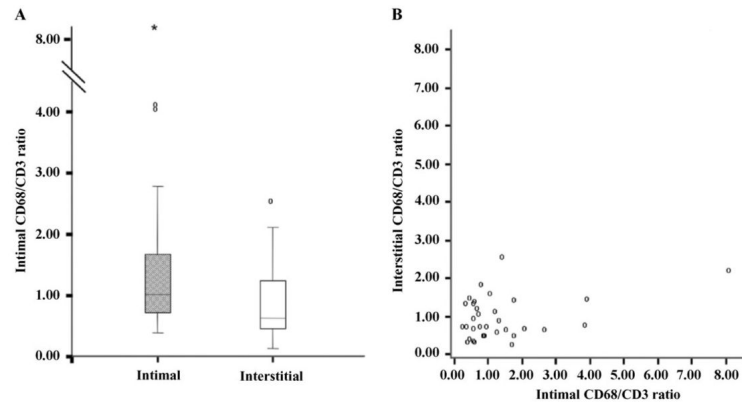 A
Intimal CD68/CD3 ratio
8.00
*
4.00
3.00
2.00
1.00
0.00
Intimal Interstitial
B
Interstitial CD68/CD3 ratio
8.00
7.00
6.00
5.00
4.00
3.00
2.00
1.00
0.00
0.00 1.00 2.00 3.00 4.00 5.00 6.00 7.00 8.00
Intimal CD68/CD3 ratio